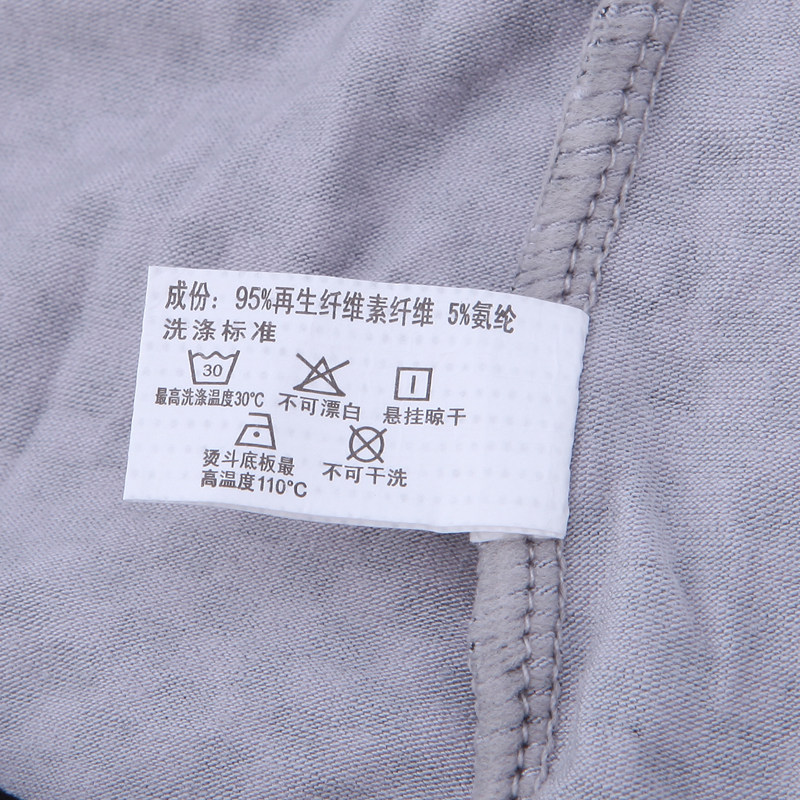 成份：95%再生纤维素纤维 5%氨纶
洗涤标准
30
最高洗涤温度30℃ 不可漂白 悬挂晾干
烫斗底板最
高温度110℃ 不可干洗